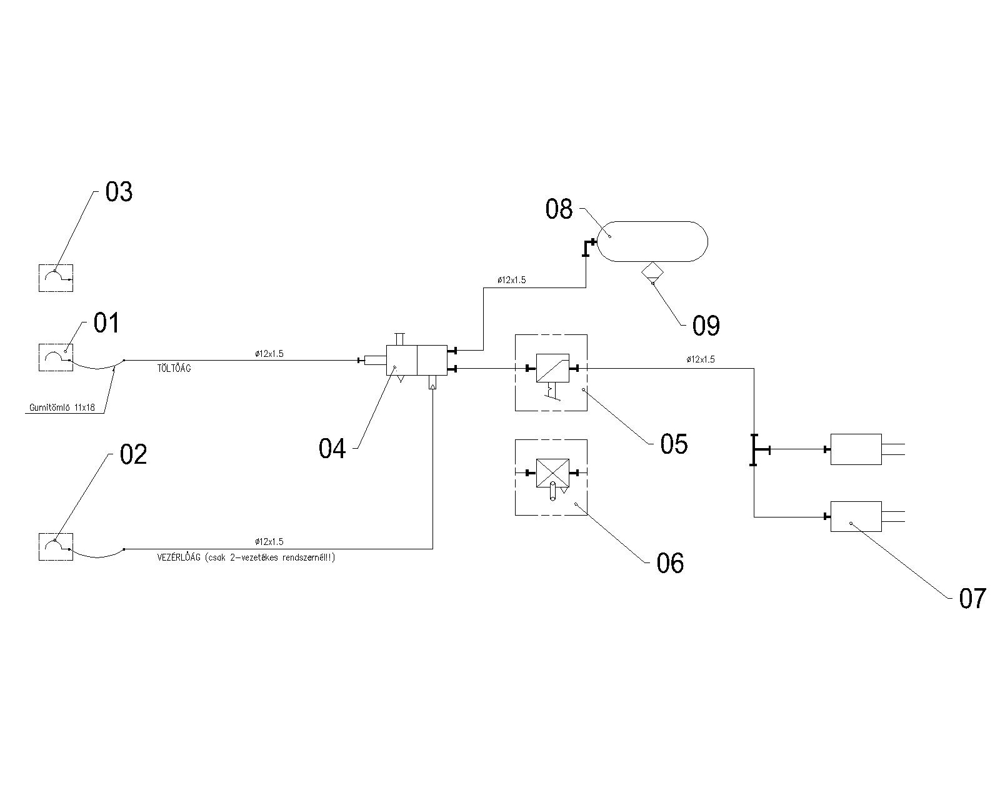 03
08
Ø12x1.5
01
09
Ø12x1.5
Ø12x1.5
TÖLTŐÁG
Gumitömlő 11x18
04
05
02
Ø12x1.5
VEZÉRLŐÁG (csak 2-vezetékes rendszernél!!)
06
07